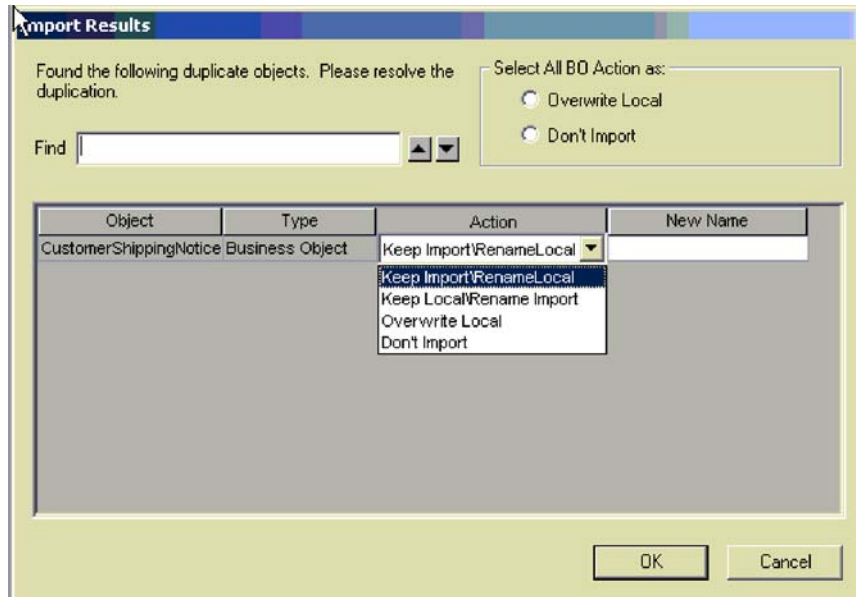 Import Results
Found the following duplicate objects. Please resolve the
duplication.
Select All BO Action as:
Overwrite Local
Don't Import
Find
Object Type Action New Name
CustomerShippingNotice Business Object Keep Import\RenameLocal
Keep Import\RenameLocal
Keep Local\Rename Import
Overwrite Local
Don't Import
OK Cancel